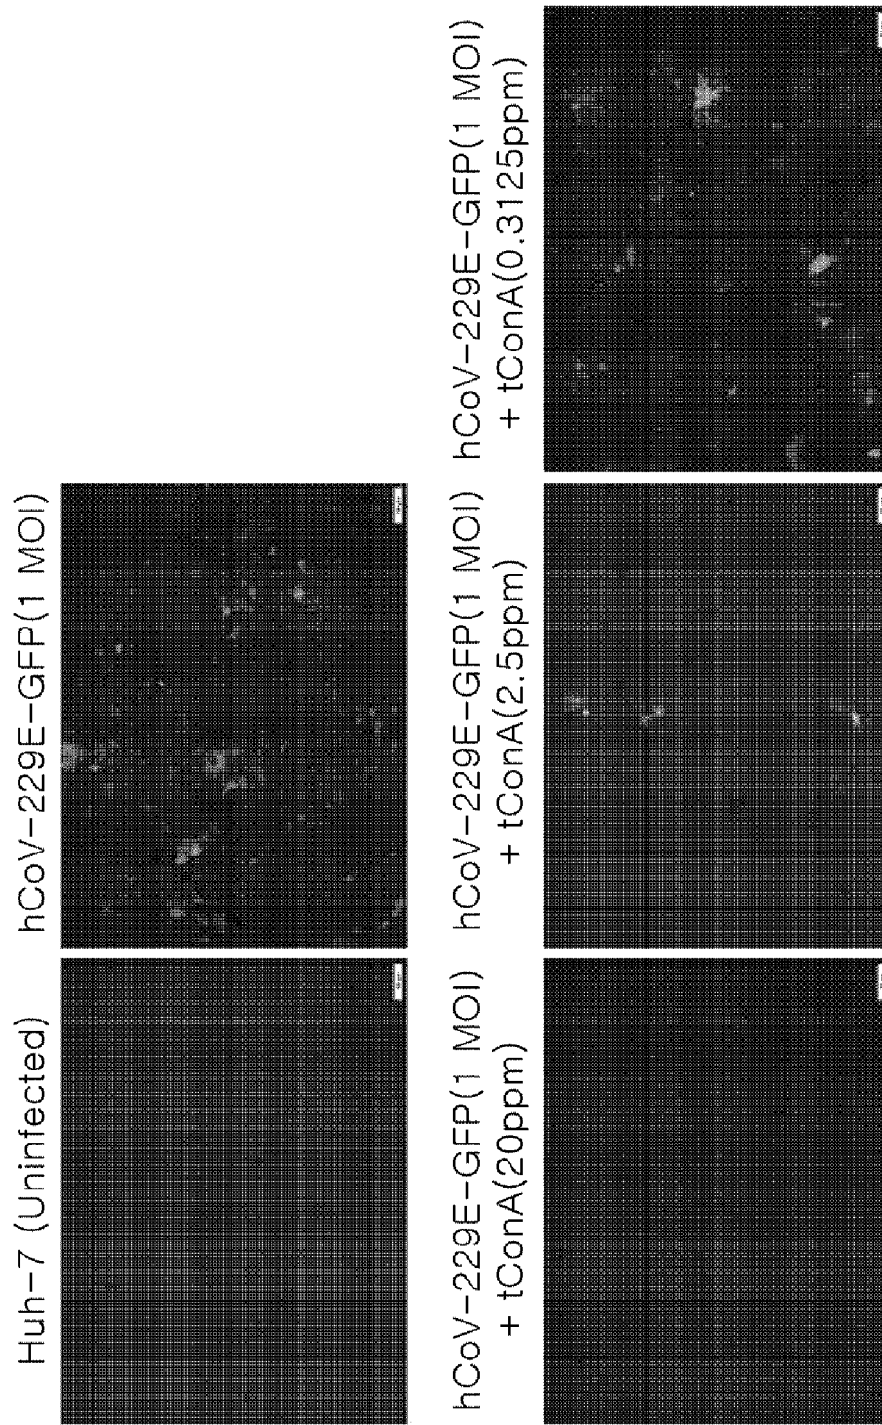 Huh-7 (Uninfected)
hCoV-229E-GFP(1 MOI)
hCoV-229E-GFP(1 MOI)
+ tConA(20ppm)
hCoV-229E-GFP(1 MOI)
+ tConA(2.5ppm)
hCoV-229E-GFP(1 MOI)
+ tConA(0.3125ppm)